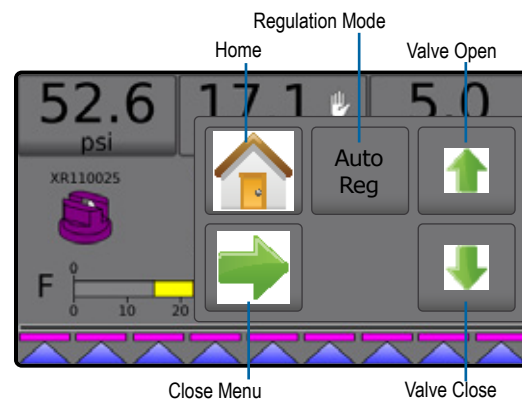 Regulation Mode
Home
Valve Open
52.6
17.1
5.0
psi
Auto
Reg
XR110025
F
0
0
10
20
Close Menu
Valve Close